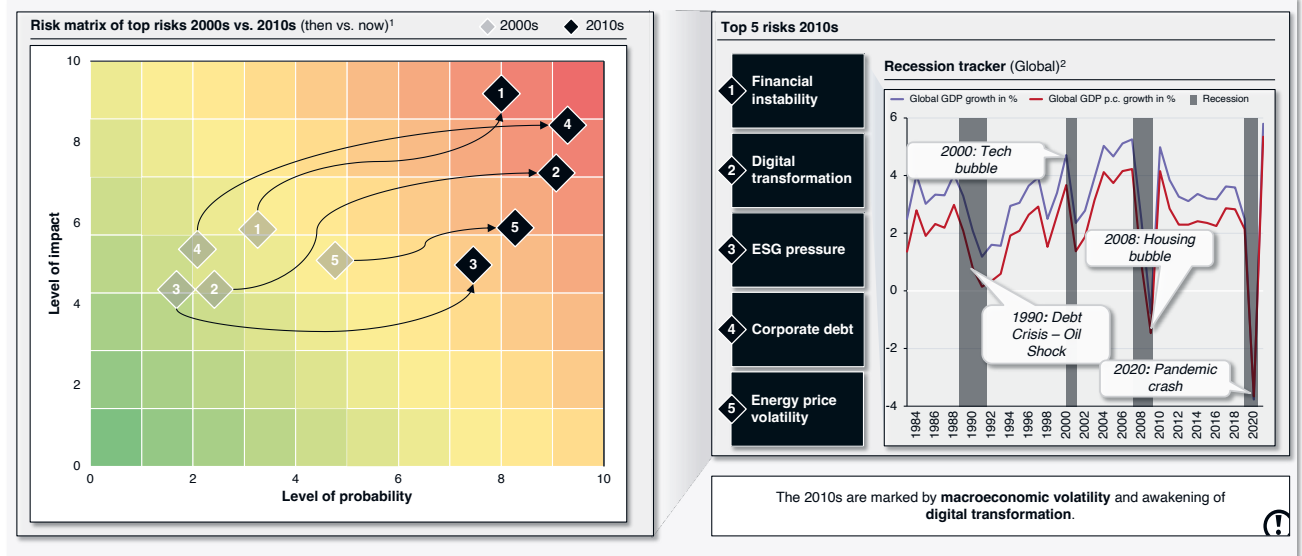 Risk matrix of top risks 2000s vs. 2010s (then vs. now)¹
2000s
2010s
Level of impact
10
8
6
4
2
0
1
4
2
5
3
1
4
5
3
2
0
2
4
6
8
10
Level of probability
Top 5 risks 2010s
1
Financial
instability
2
Digital
transformation
3
ESG pressure
4
Corporate debt
5
Energy price
volatility
Recession tracker (Global)²
Global GDP growth in %
Global GDP p.c. growth in %
Recession
6
4
2
0
-2
-4
2000: Tech
bubble
2008: Housing
bubble
1990: Debt
Crisis – Oil
Shock
2020: Pandemic
crash
1984
1986
1988
1990
1992
1994
1996
1998
2000
2002
2004
2006
2008
2010
2012
2014
2016
2018
2020
The 2010s are marked by macroeconomic volatility and awakening of
digital transformation.
!